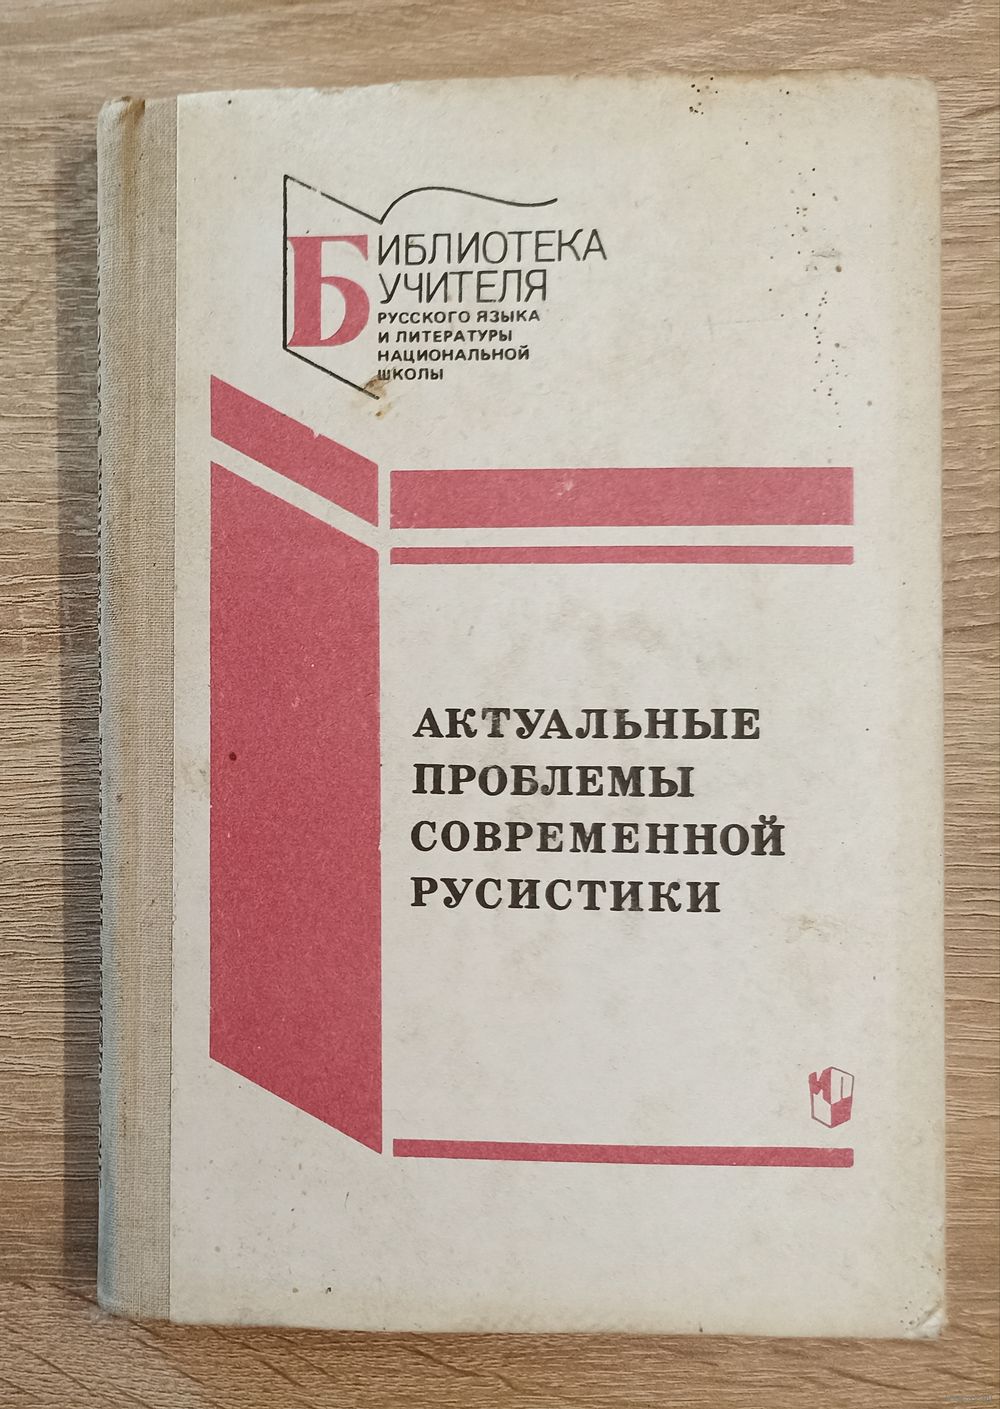 БИБЛИОТЕКА
УЧИТЕЛЯ
РУССКОГО ЯЗЫКА
И ЛИТЕРАТУРЫ
НАЦИОНАЛЬНОЙ
ШКОЛЫ
АКТУАЛЬНЫЕ
ПРОБЛЕМЫ
СОВРЕМЕННОЙ
РУСИСТИКИ